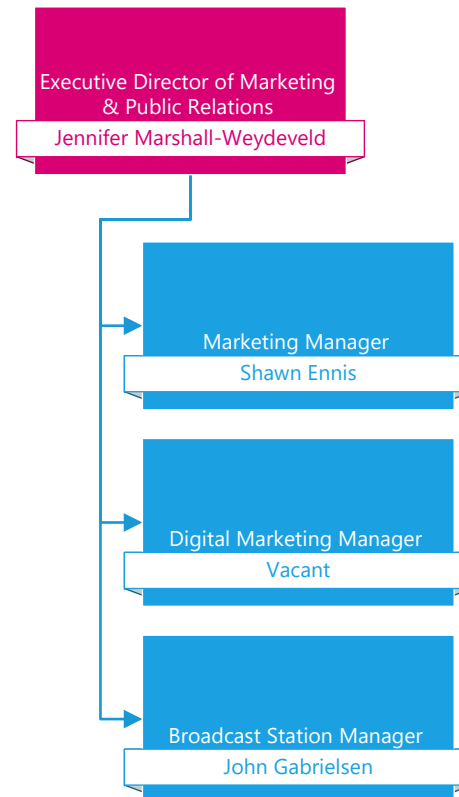 Executive Director of Marketing
& Public Relations
Jennifer Marshall-Weydeveld
Marketing Manager
Shawn Ennis
Digital Marketing Manager
Vacant
Broadcast Station Manager
John Gabrielsen